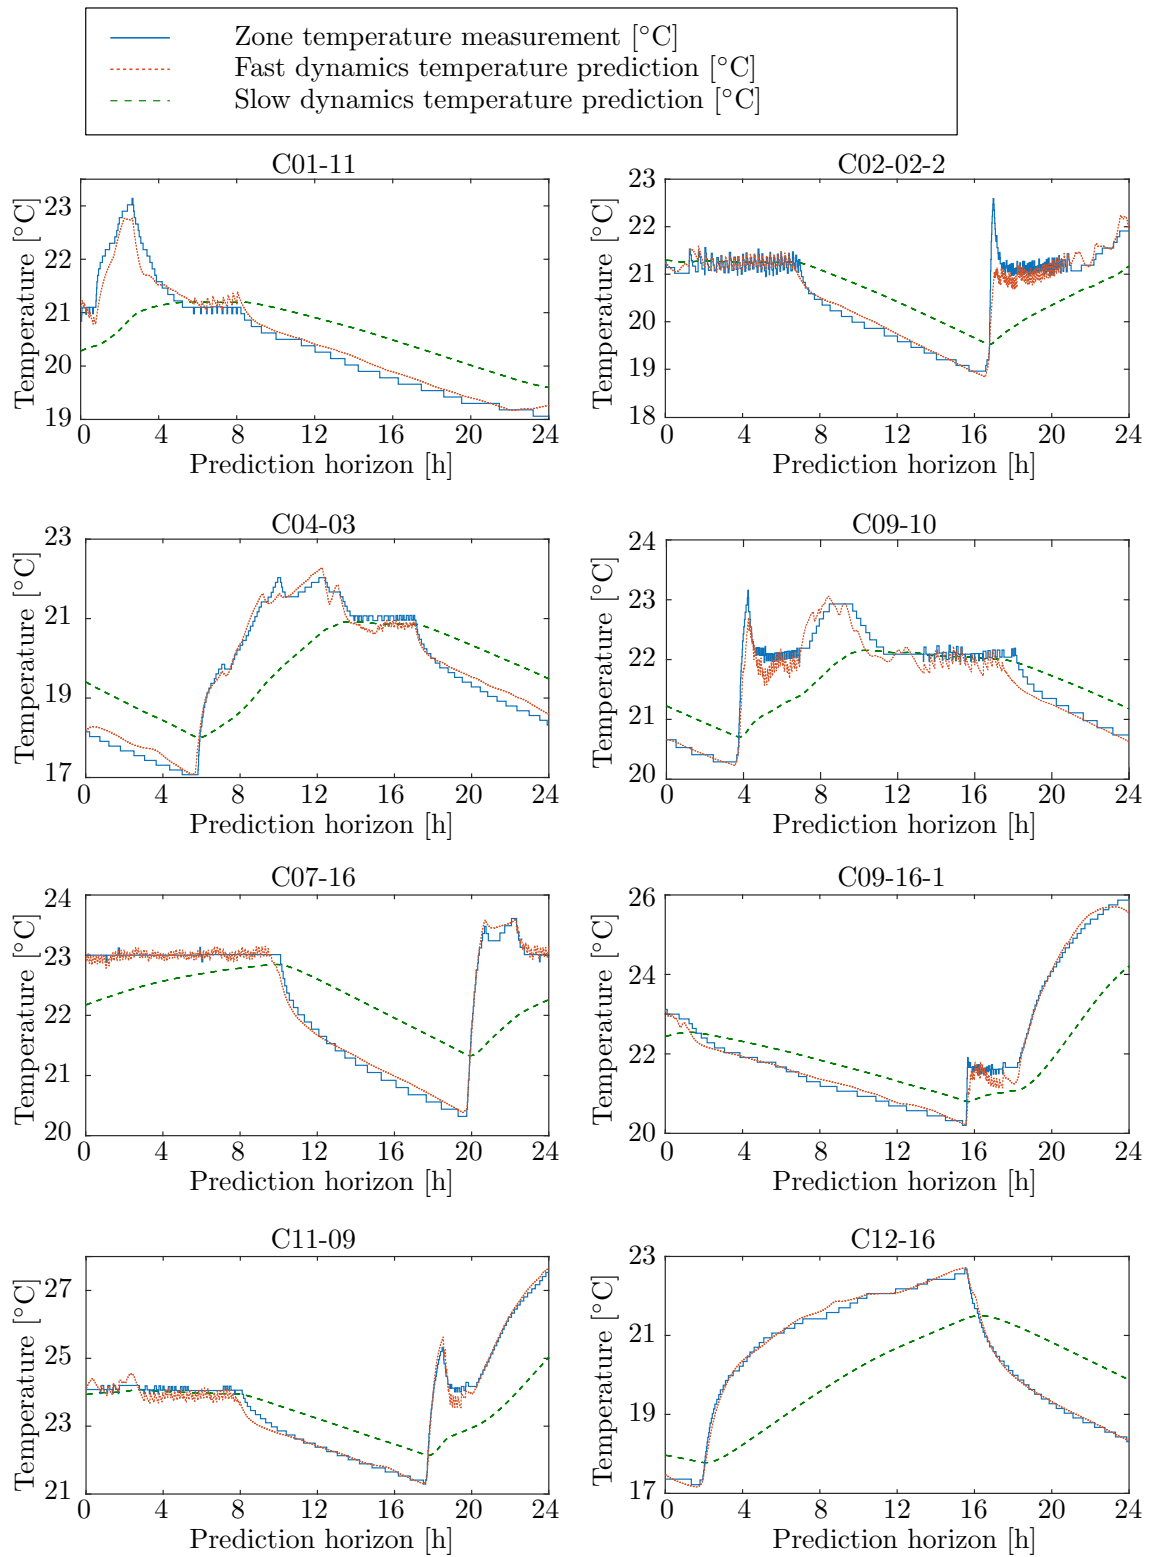 Zone temperature measurement [°C]
Fast dynamics temperature prediction [°C]
Slow dynamics temperature prediction [°C]
C01-11
Temperature [°C]
23
22
21
20
19
0 4 8 12 16 20 24
Prediction horizon [h]
C02-02-2
Temperature [°C]
23
22
21
20
19
18
0 4 8 12 16 20 24
Prediction horizon [h]
C04-03
Temperature [°C]
23
21
19
17
0 4 8 12 16 20 24
Prediction horizon [h]
C09-10
Temperature [°C]
24
23
22
21
20
0 4 8 12 16 20 24
Prediction horizon [h]
C07-16
Temperature [°C]
24
23
22
21
20
0 4 8 12 16 20 24
Prediction horizon [h]
C09-16-1
Temperature [°C]
26
24
22
20
0 4 8 12 16 20 24
Prediction horizon [h]
C11-09
Temperature [°C]
27
25
23
21
0 4 8 12 16 20 24
Prediction horizon [h]
C12-16
Temperature [°C]
23
21
19
17
0 4 8 12 16 20 24
Prediction horizon [h]